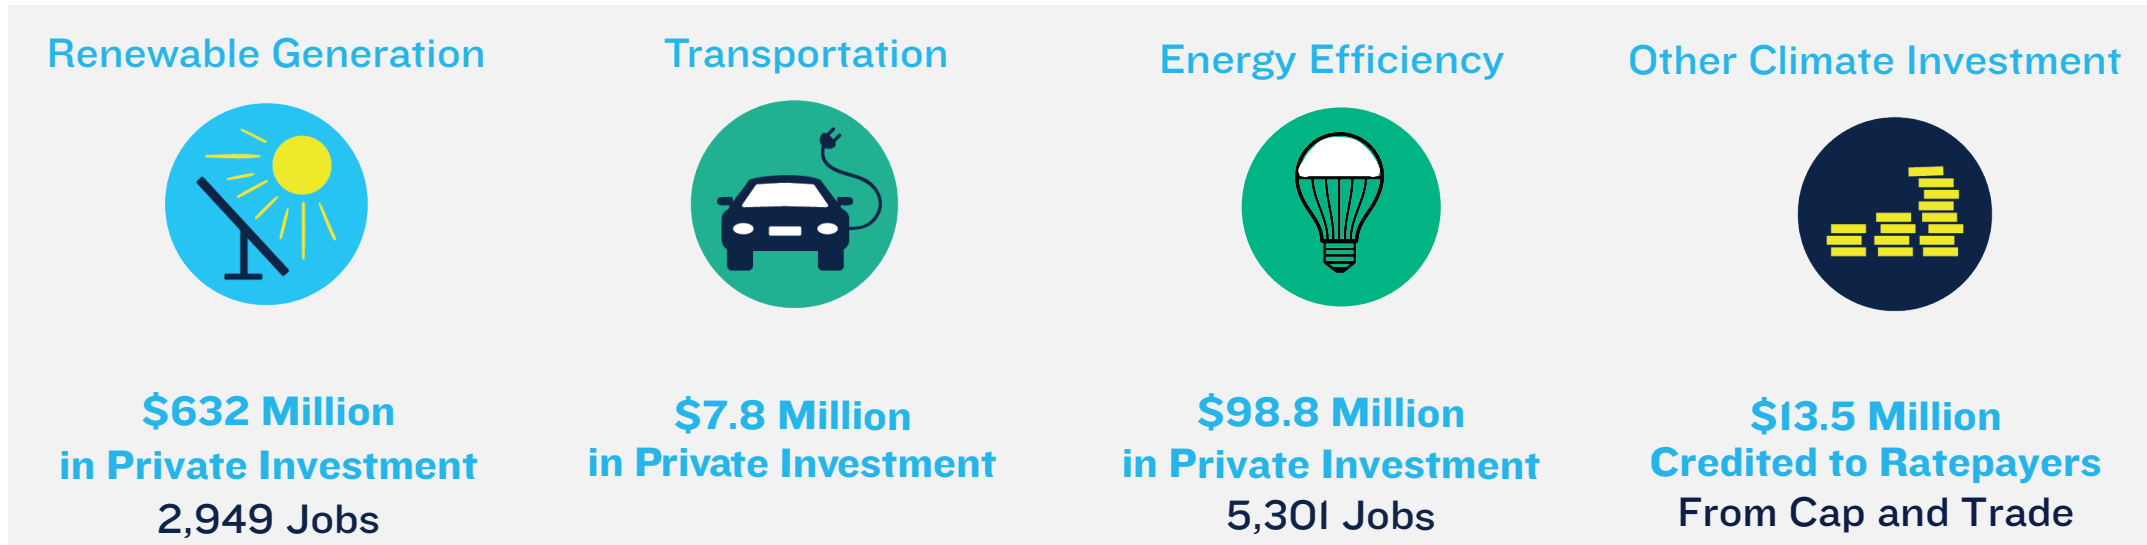 Renewable Generation
$632 Million
in Private Investment
2,949 Jobs
Transportation
$7.8 Million
in Private Investment
Energy Efficiency
$98.8 Million
in Private Investment
5,301 Jobs
Other Climate Investment
$13.5 Million
Credited to Ratepayers
From Cap and Trade